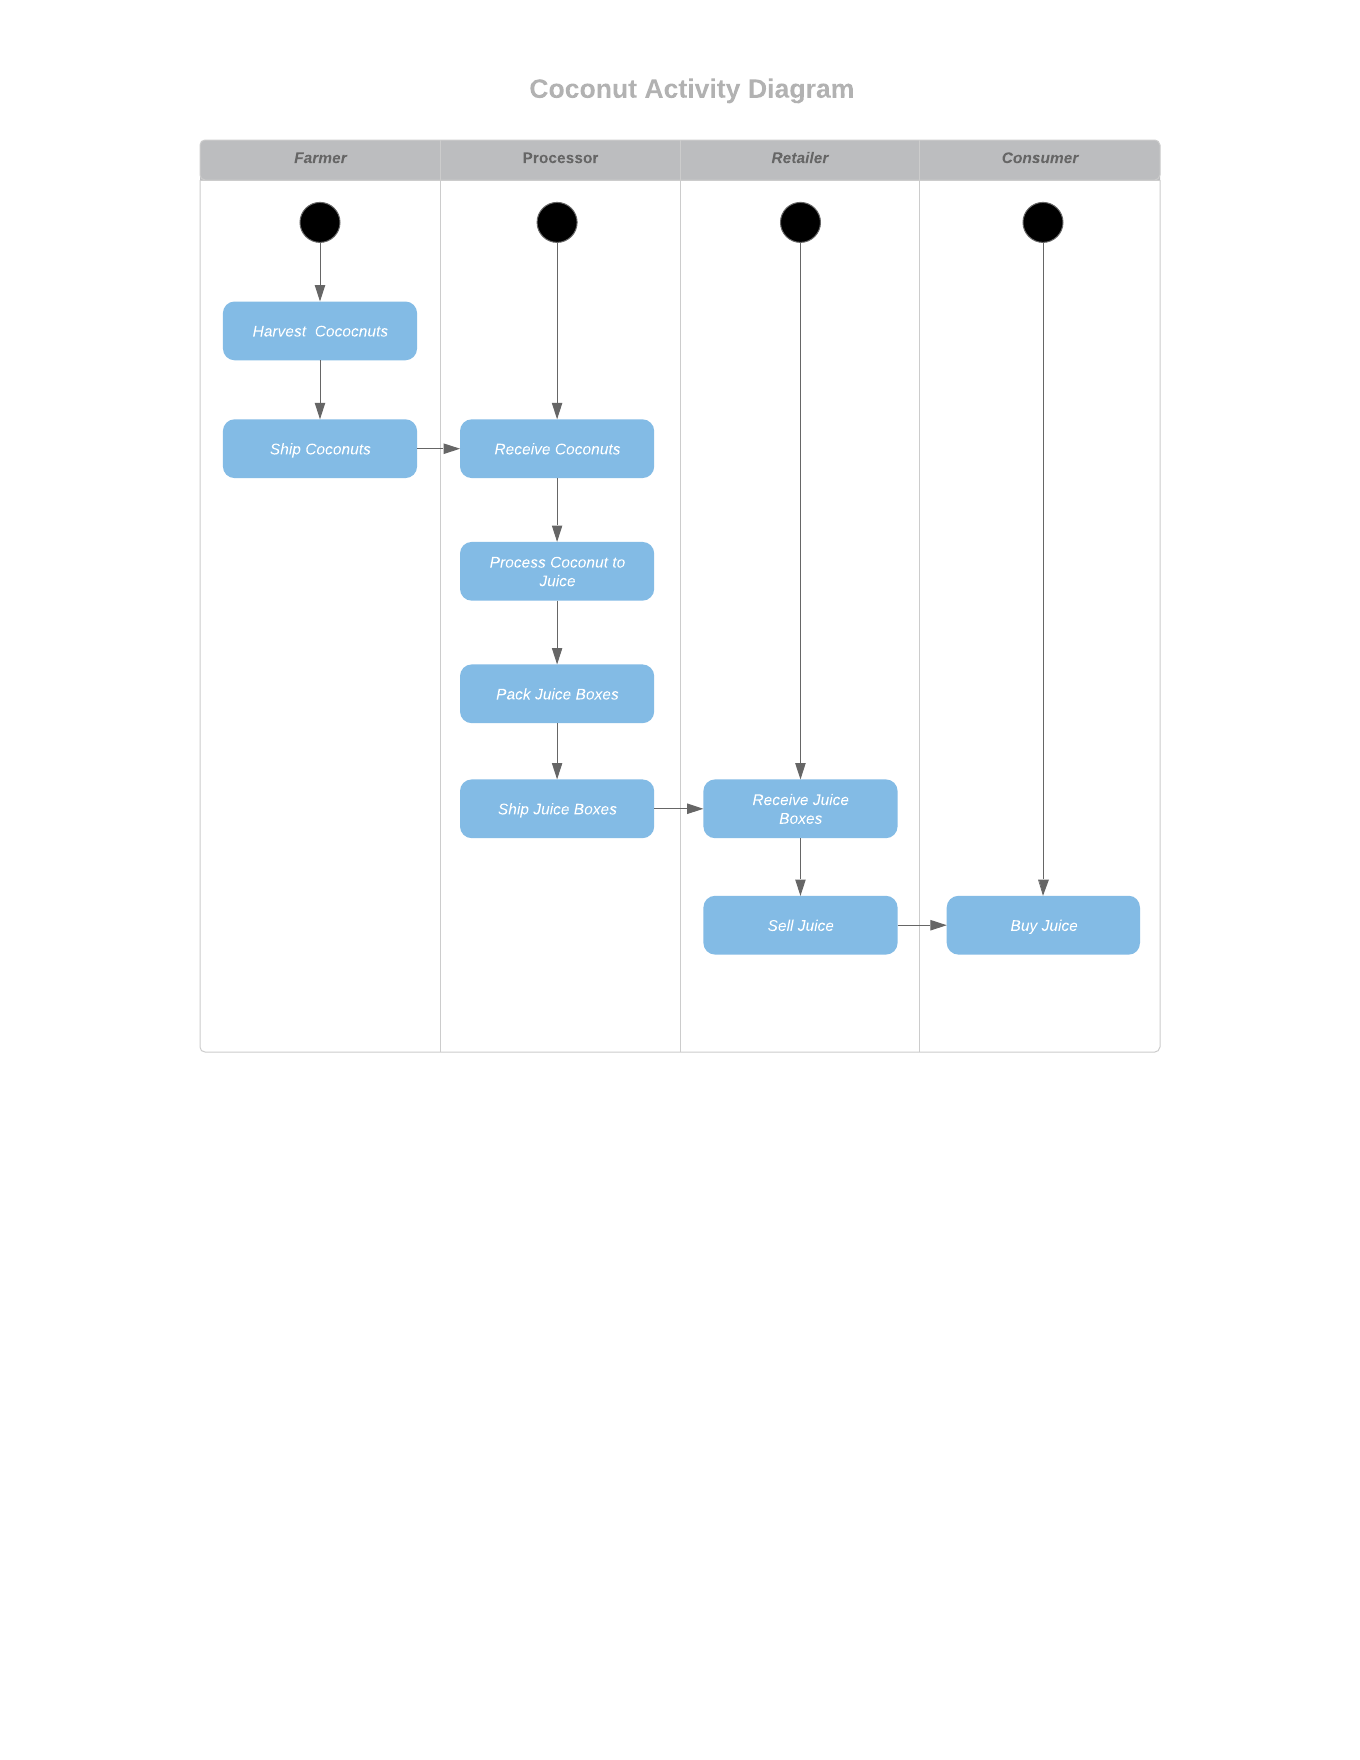 Coconut Activity Diagram
Farmer
Processor
Retailer
Consumer
Harvest  Cococnuts
Ship Coconuts
Receive Coconuts
Process Coconut to
Juice
Pack Juice Boxes
Ship Juice Boxes
Receive Juice
Boxes
Sell Juice
Buy Juice